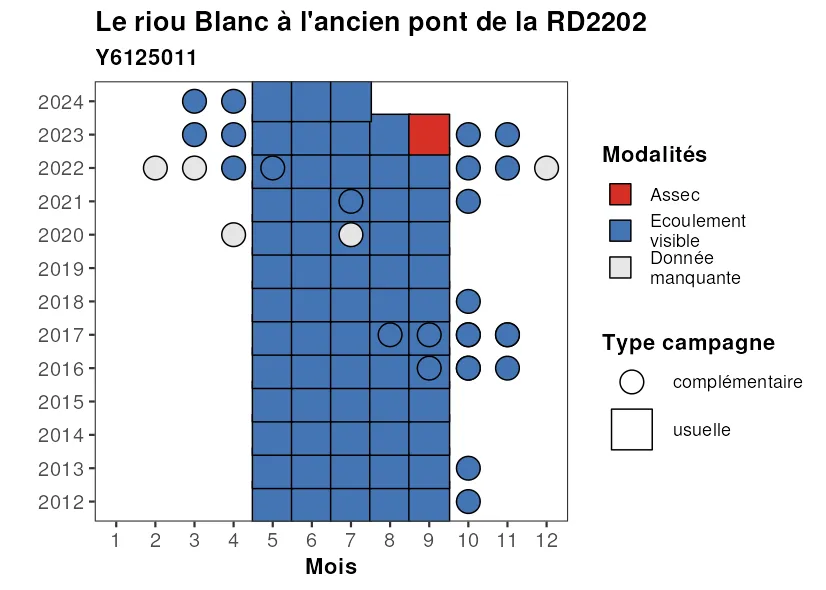 Le riou Blanc à l'ancien pont de la RD2202
Y6125011
2024
2023
2022
2021
2020
2019
2018
2017
2016
2015
2014
2013
2012
1 2 3 4 5 6 7 8 9 10 11 12
Mois
Modalités
Assec
Ecoulement
visible
Donnée
manquante
Type campagne
complémentaire
usuelle